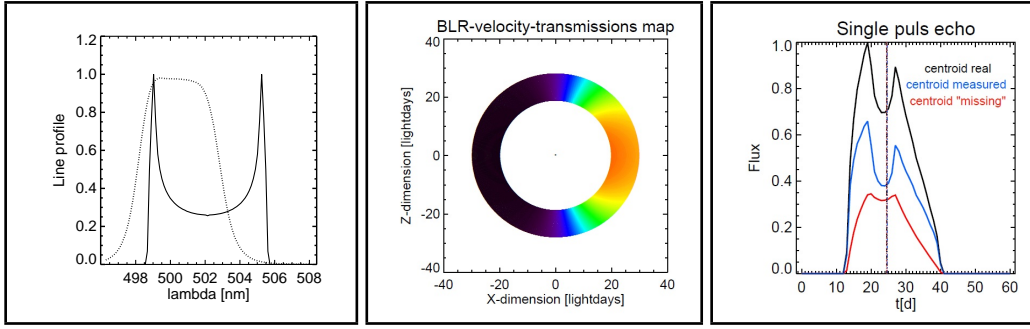 1.2
1.0
0.8
0.6
0.4
0.2
0.0
Line profile
498 500 502 504 506 508
lambda [nm]
BLR-velocity-transmissions map
40
20
0
-20
-40
Z-dimension [lightdays]
-40 -20 0 20 40
X-dimension [lightdays]
Single puls echo
1.0
0.8
0.6
0.4
0.2
0.0
Flux
centroid real
centroid measured
centroid "missing"
0 10 20 30 40 50 60
t[d]